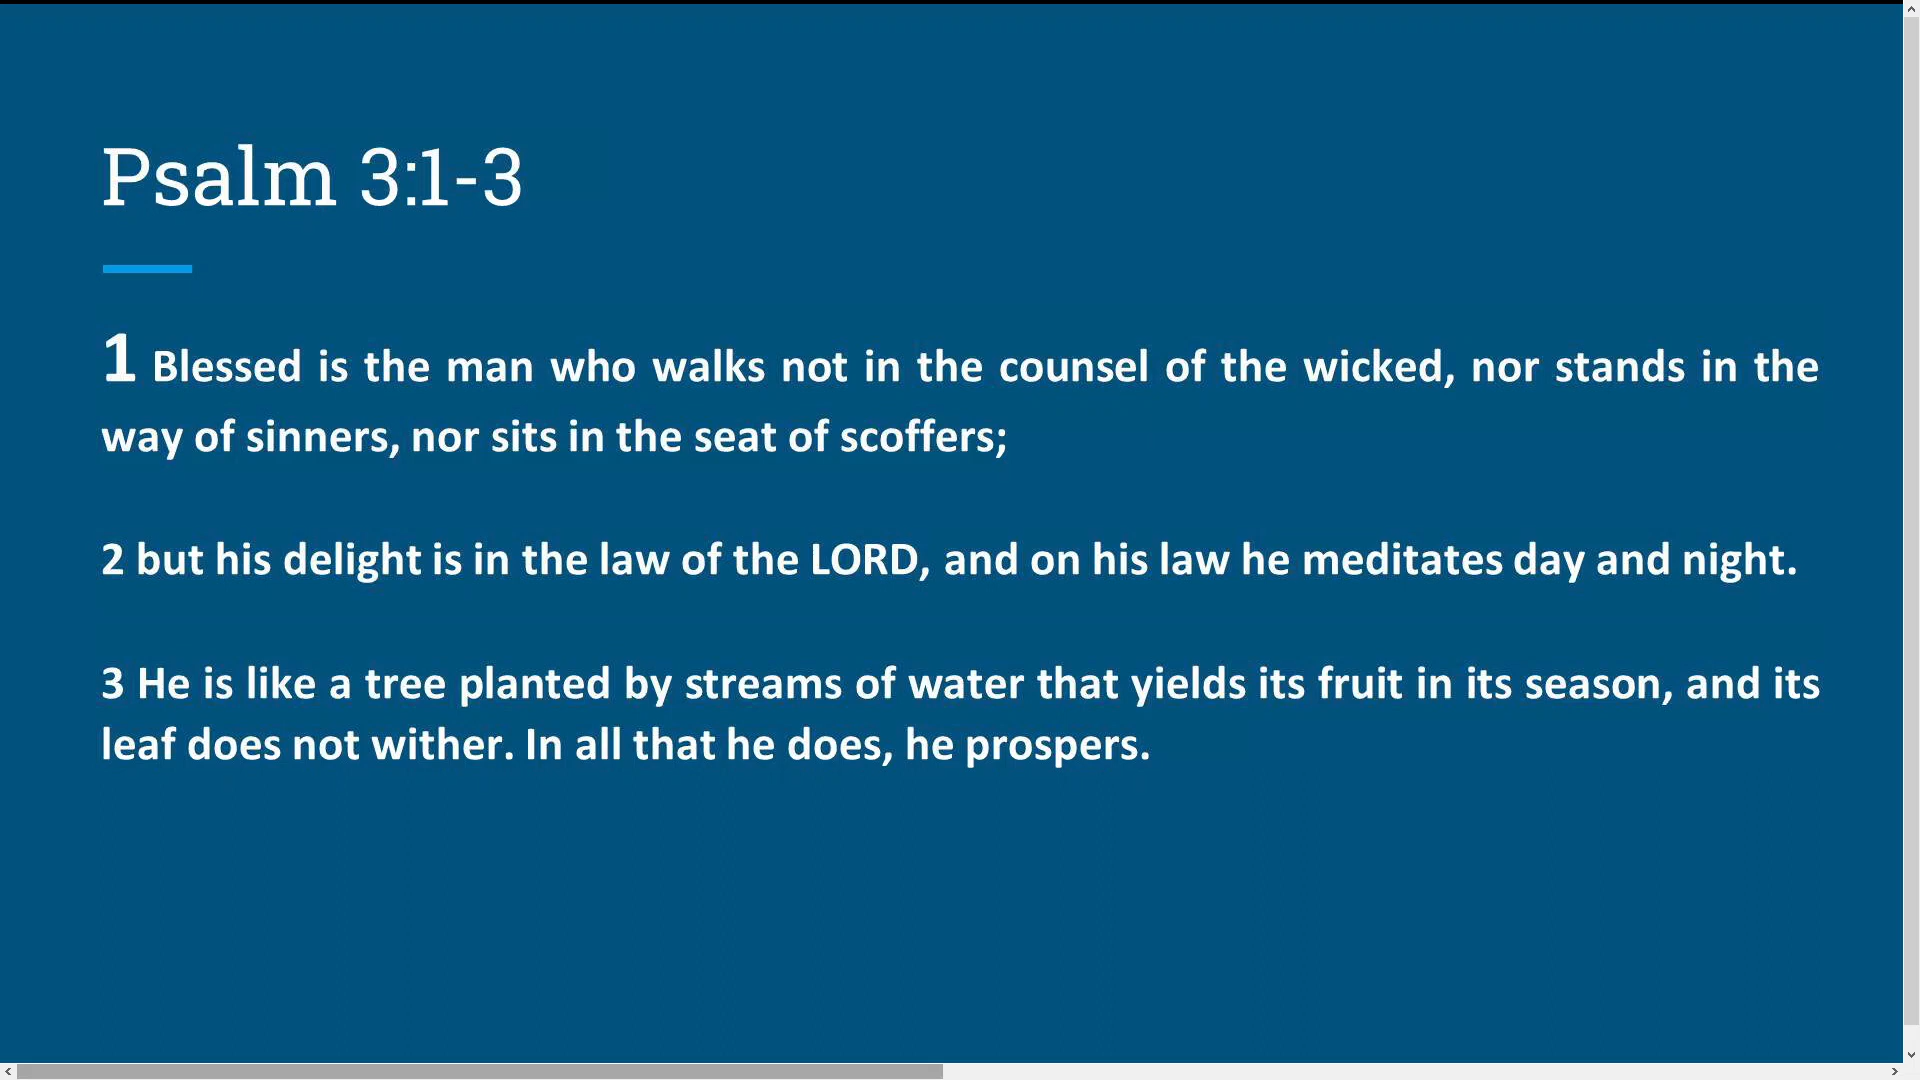 Psalm 3:1-3
1 Blessed is the man who walks not in the counsel of the wicked, nor stands in the
way of sinners, nor sits in the seat of scoffers;
2 but his delight is in the law of the LORD, and on his law he meditates day and night.
3 He is like a tree planted by streams of water that yields its fruit in its season, and its
leaf does not wither. In all that he does, he prospers.